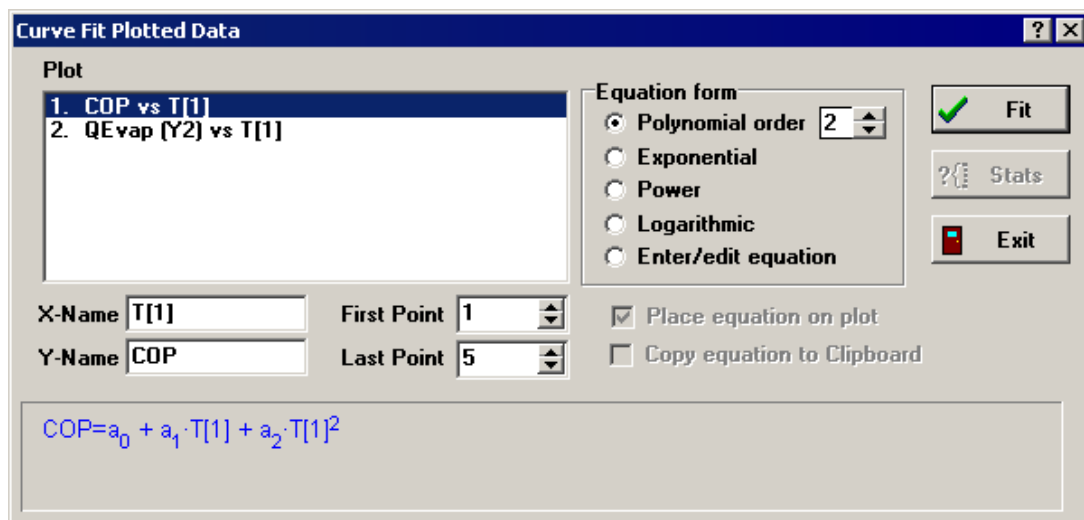 Curve Fit Plotted Data
Plot
1. COP vs T[1]
2. QEvap (Y2) vs T[1]
Equation form
Polynomial order 2
Exponential
Power
Logarithmic
Enter/edit equation
Fit
?{ Stats
Exit
X-Name T[1]
First Point 1
Place equation on plot
Y-Name COP
Last Point 5
Copy equation to Clipboard
COP=a₀ + a₁·T[1] + a₂·T[1]²